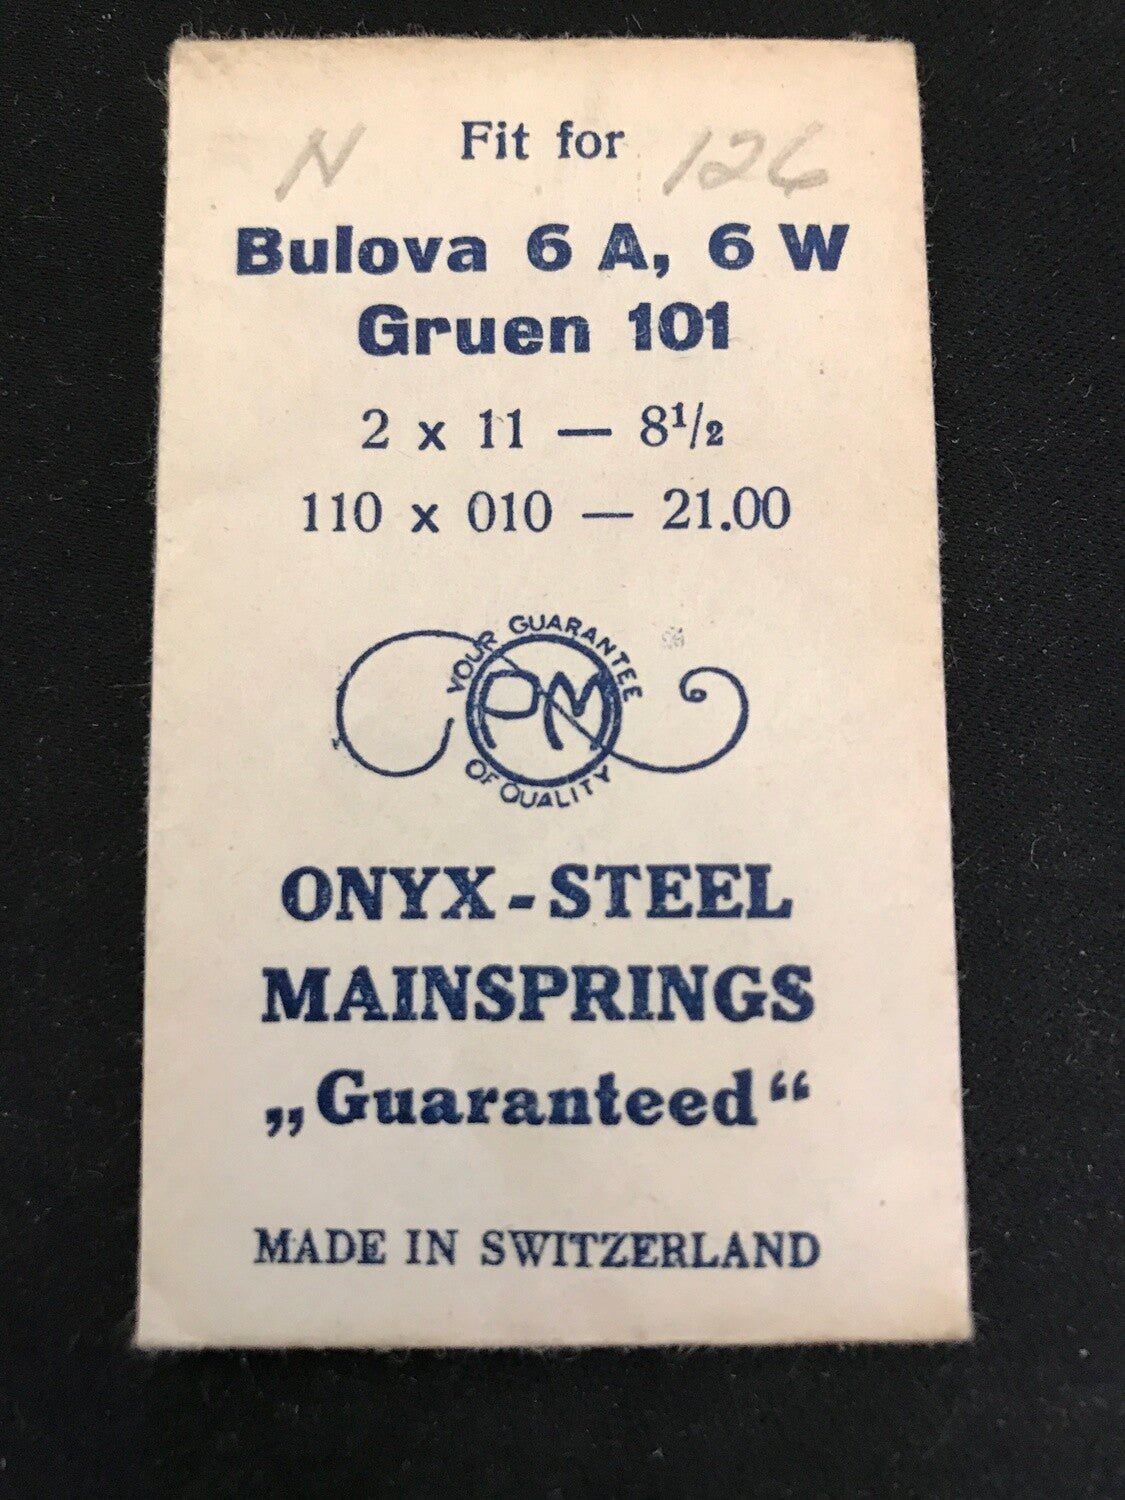 N Fit for 126
Bulova 6 A, 6 W
Gruen 101
2 x 11 — 8½
110 x 010 — 21.00
YOUR GUARANTEE
PM
OF QUALITY
ONYX-STEEL
MAINSPRINGS
„Guaranteed“
MADE IN SWITZERLAND